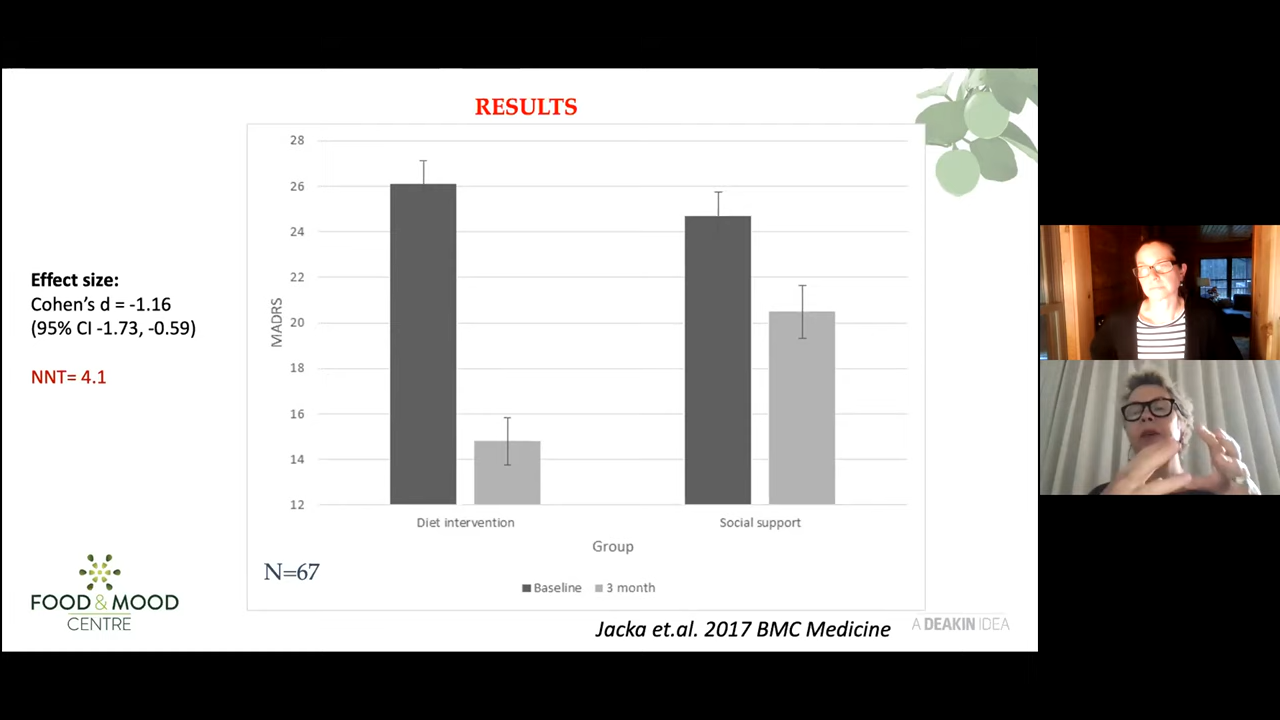 RESULTS
Effect size:
Cohen's d = -1.16
(95% CI -1.73, -0.59)
NNT= 4.1
28
26
24
22
20
18
16
14
12
MADRS
Diet intervention
Social support
Group
Baseline
3 month
N=67
FOOD & MOOD
CENTRE
Jacka et.al. 2017 BMC Medicine
A DEAKIN IDEA